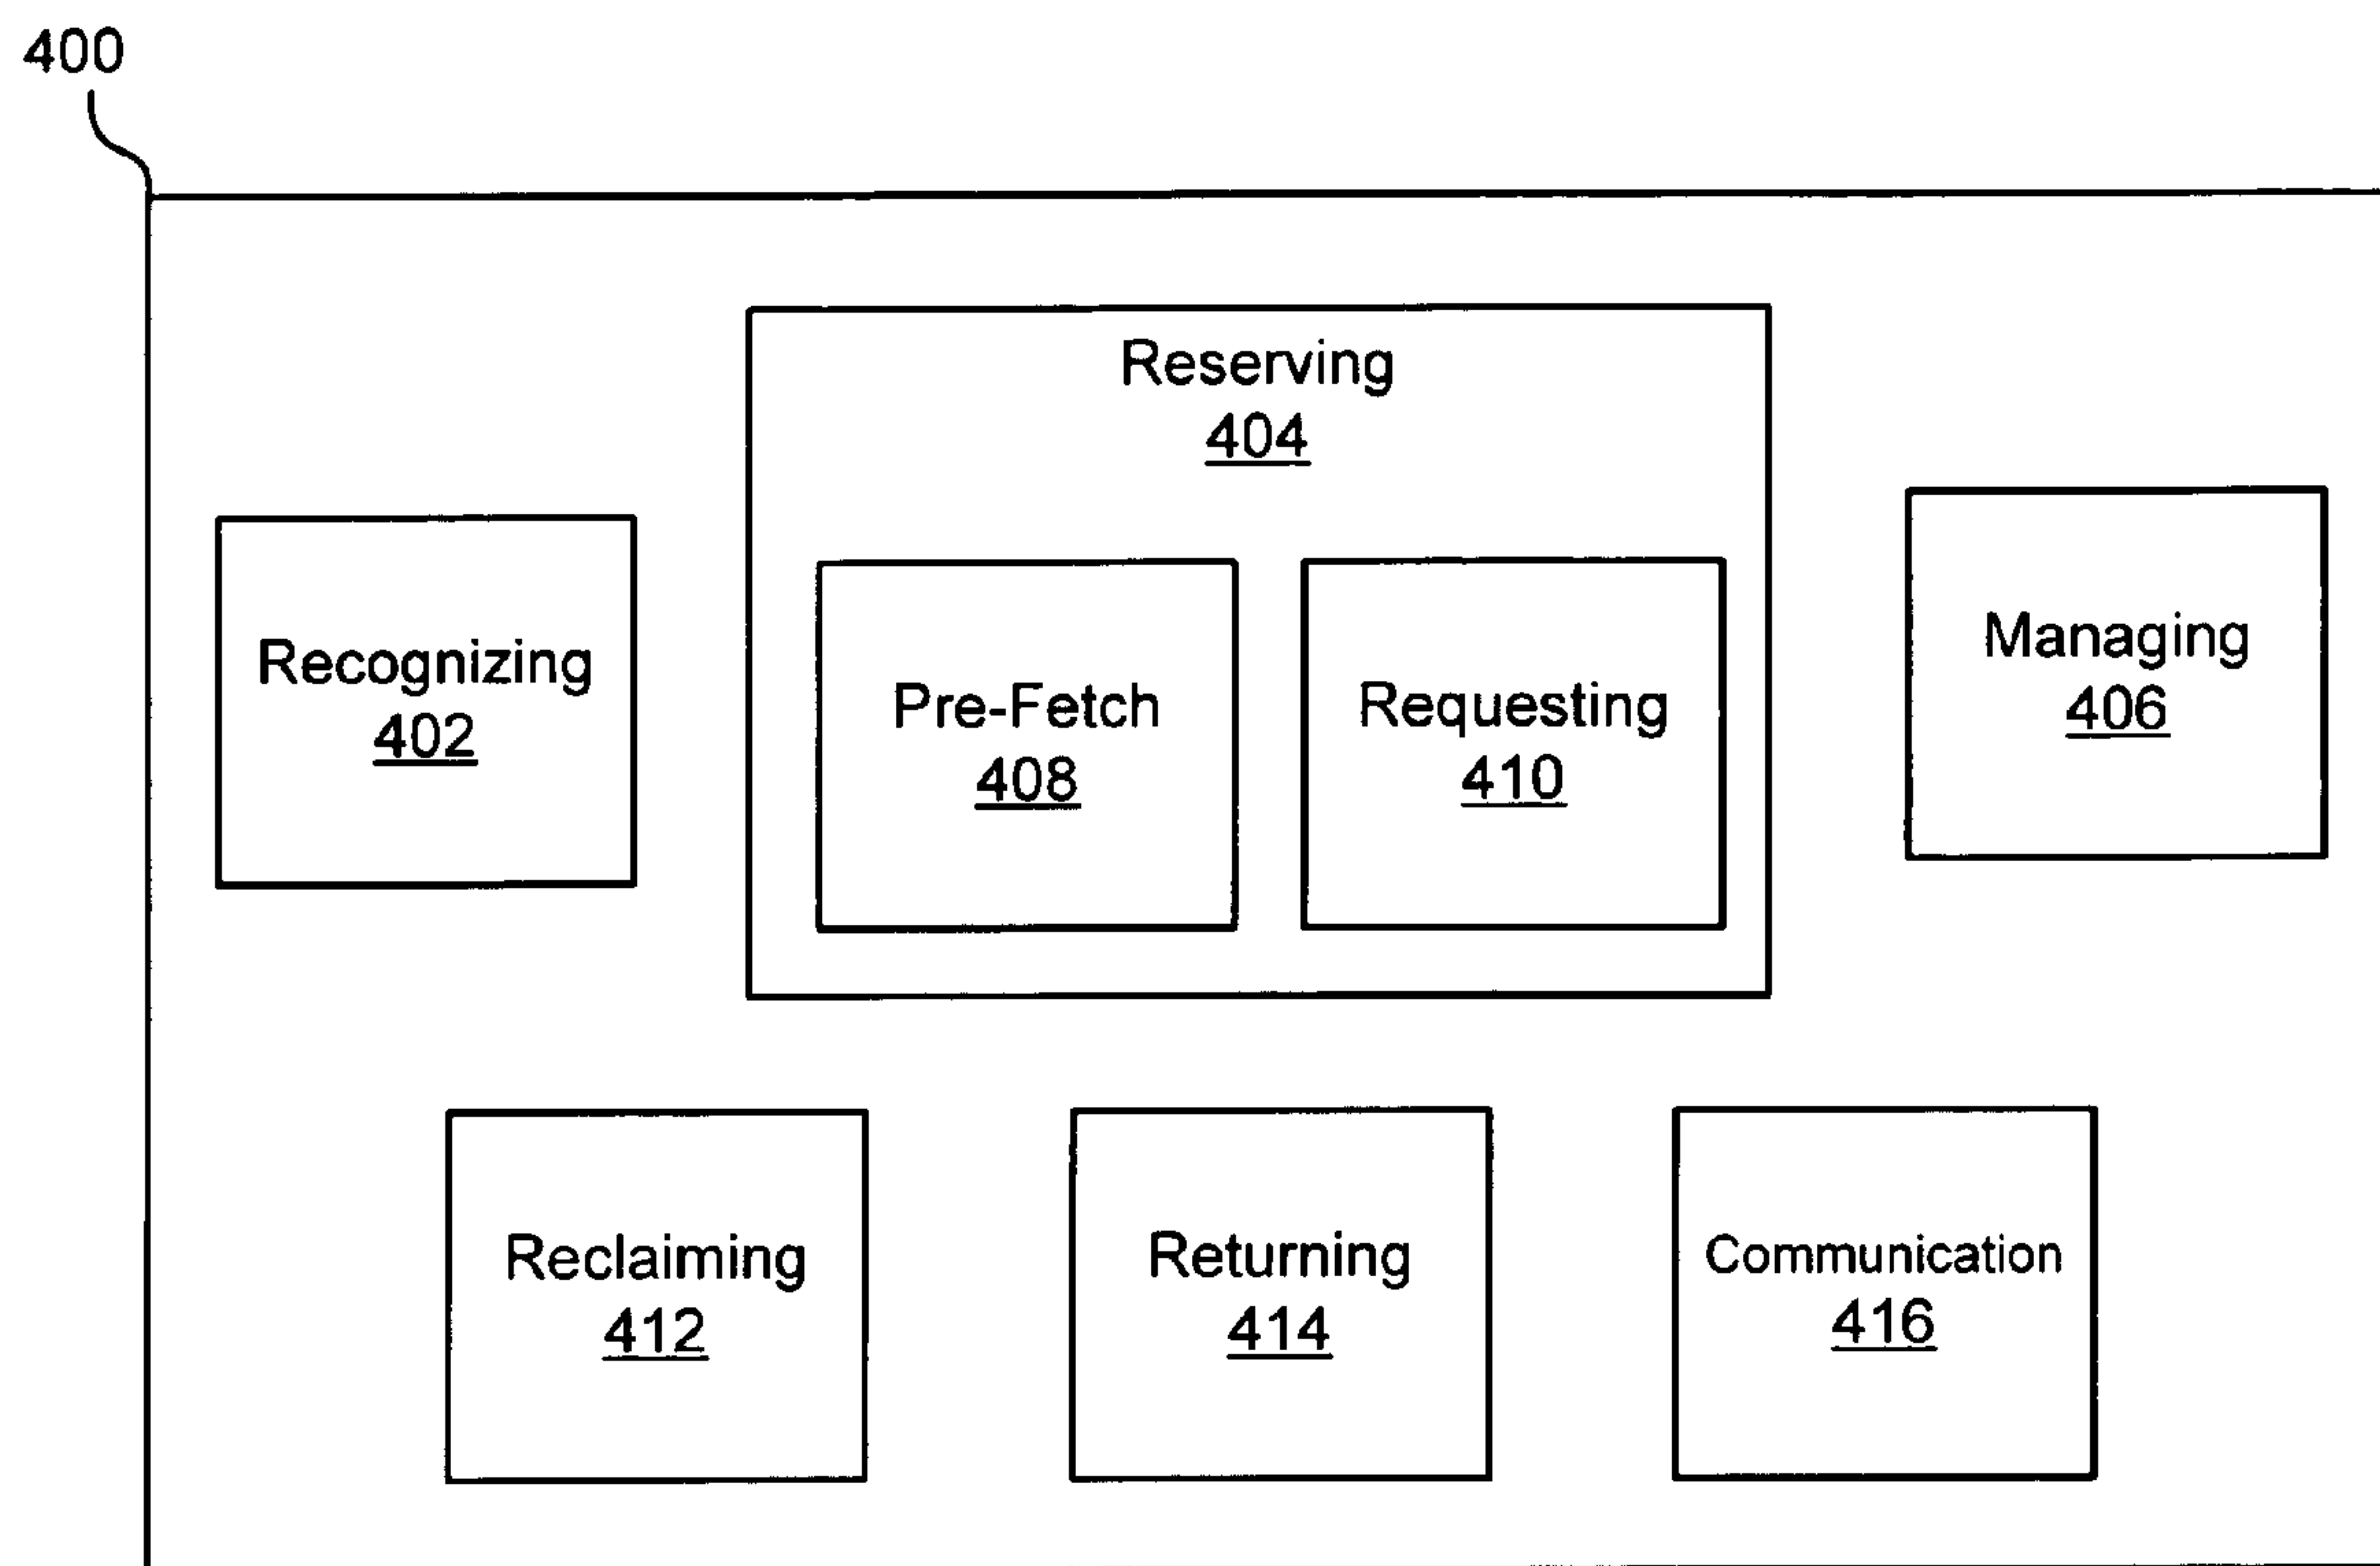 400
Reserving
404
Recognizing
402
Pre-Fetch
408
Requesting
410
Managing
406
Reclaiming
412
Returning
414
Communication
416